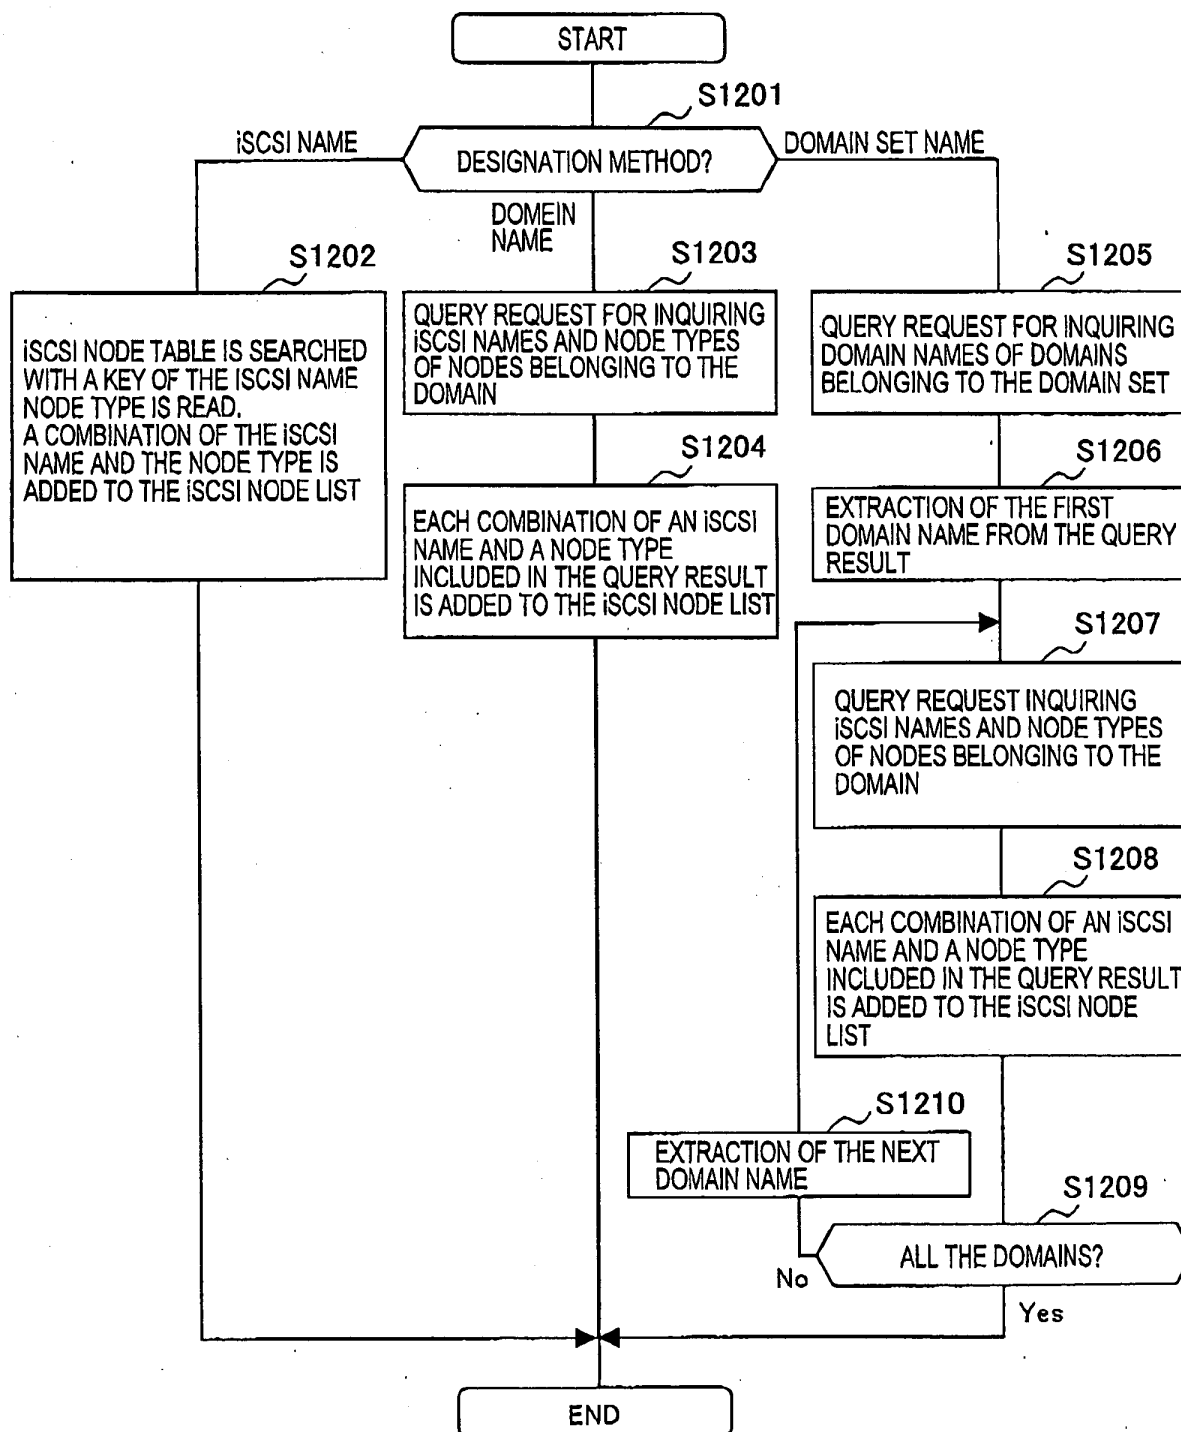 START
S1201
iSCSI NAME
DESIGNATION METHOD?
DOMAIN SET NAME
DOMEIN
NAME
S1202
iSCSI NODE TABLE IS SEARCHED
WITH A KEY OF THE ISCSI NAME
NODE TYPE IS READ.
A COMBINATION OF THE iSCSI
NAME AND THE NODE TYPE IS
ADDED TO THE iSCSI NODE LIST
S1203
QUERY REQUEST FOR INQUIRING
iSCSI NAMES AND NODE TYPES
OF NODES BELONGING TO THE
DOMAIN
S1204
EACH COMBINATION OF AN iSCSI
NAME AND A NODE TYPE
INCLUDED IN THE QUERY RESULT
IS ADDED TO THE iSCSI NODE LIST
S1205
QUERY REQUEST FOR INQUIRING
DOMAIN NAMES OF DOMAINS
BELONGING TO THE DOMAIN SET
S1206
EXTRACTION OF THE FIRST
DOMAIN NAME FROM THE QUERY
RESULT
S1207
QUERY REQUEST INQUIRING
iSCSI NAMES AND NODE TYPES
OF NODES BELONGING TO THE
DOMAIN
S1208
EACH COMBINATION OF AN iSCSI
NAME AND A NODE TYPE
INCLUDED IN THE QUERY RESULT
IS ADDED TO THE iSCSI NODE
LIST
S1210
EXTRACTION OF THE NEXT
DOMAIN NAME
S1209
ALL THE DOMAINS?
No
Yes
END